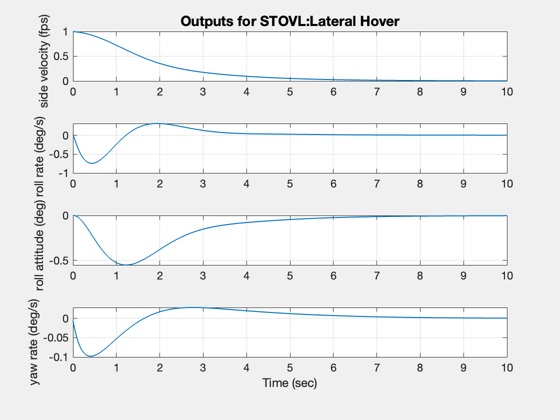 Outputs for STOVL:Lateral Hover
side velocity (fps)
1
0.5
0
0 1 2 3 4 5 6 7 8 9 10
roll rate (deg/s)
0
-0.5
-1
0 1 2 3 4 5 6 7 8 9 10
roll attitude (deg)
0
-0.5
0 1 2 3 4 5 6 7 8 9 10
yaw rate (deg/s)
0
-0.05
-0.1
0 1 2 3 4 5 6 7 8 9 10
Time (sec)